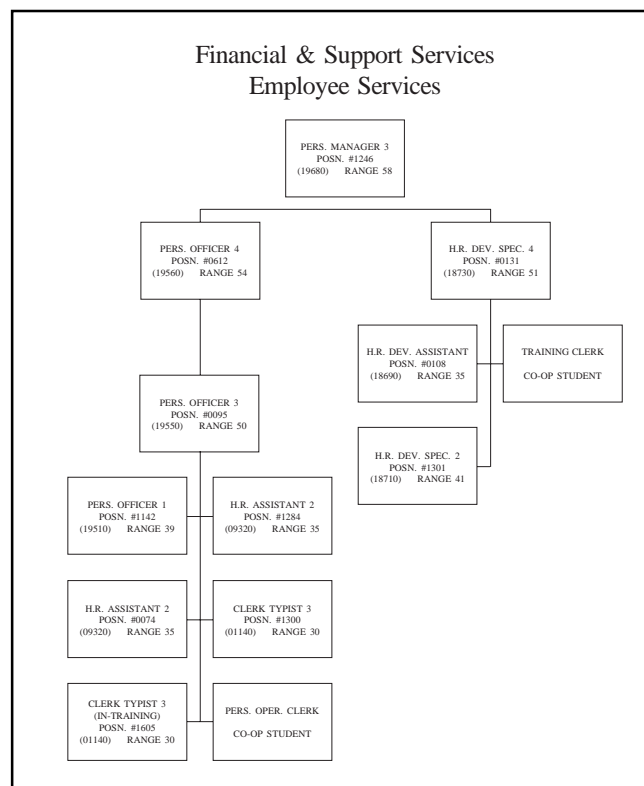 Financial & Support Services
Employee Services
PERS. MANAGER 3
POSN. #1246
(19680) RANGE 58
PERS. OFFICER 4
POSN. #0612
(19560) RANGE 54
H.R. DEV. SPEC. 4
POSN. #0131
(18730) RANGE 51
H.R. DEV. ASSISTANT
POSN. #0108
(18690) RANGE 35
TRAINING CLERK
CO-OP STUDENT
PERS. OFFICER 3
POSN. #0095
(19550) RANGE 50
H.R. DEV. SPEC. 2
POSN. #1301
(18710) RANGE 41
PERS. OFFICER 1
POSN. #1142
(19510) RANGE 39
H.R. ASSISTANT 2
POSN. #1284
(09320) RANGE 35
H.R. ASSISTANT 2
POSN. #0074
(09320) RANGE 35
CLERK TYPIST 3
POSN. #1300
(01140) RANGE 30
CLERK TYPIST 3
(IN-TRAINING)
POSN. #1605
(01140) RANGE 30
PERS. OPER. CLERK
CO-OP STUDENT